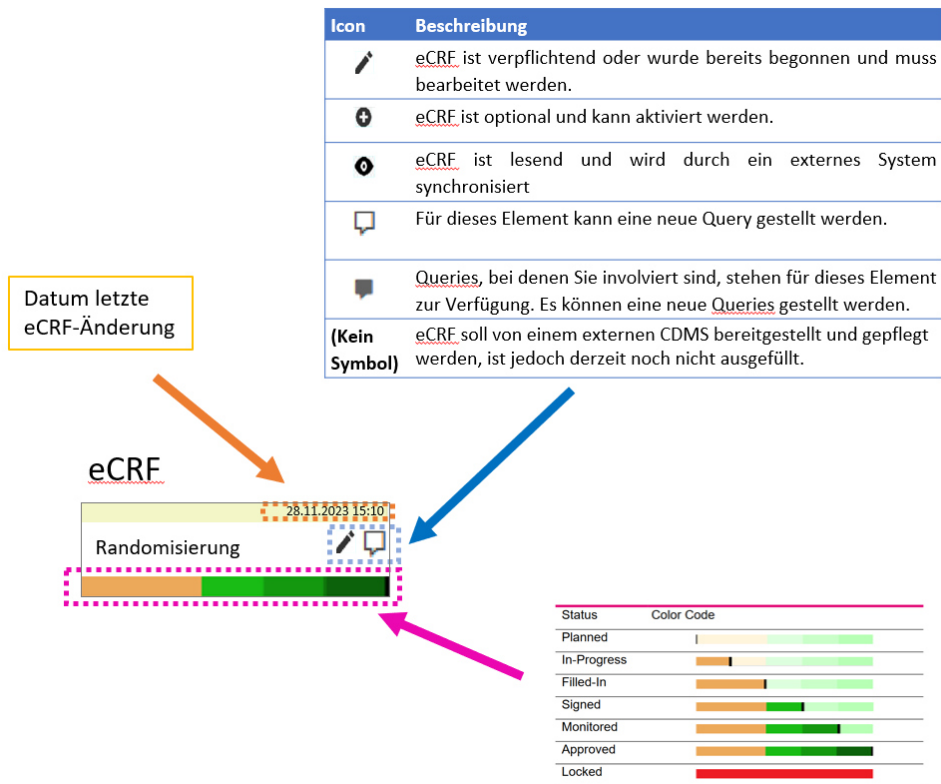 Icon Beschreibung
eCRF ist verpflichtend oder wurde bereits begonnen und muss
bearbeitet werden.
eCRF ist optional und kann aktiviert werden.
eCRF ist lesend und wird durch ein externes System
synchronisiert
Für dieses Element kann eine neue Query gestellt werden.
Queries, bei denen Sie involviert sind, stehen für dieses Element
zur Verfügung. Es können eine neue Queries gestellt werden.
(Kein Symbol) eCRF soll von einem externen CDMS bereitgestellt und gepflegt
werden, ist jedoch derzeit noch nicht ausgefüllt.
Datum letzte
eCRF-Änderung
eCRF
28.11.2023 15:10
Randomisierung
Status Color Code
Planned
In-Progress
Filled-In
Signed
Monitored
Approved
Locked